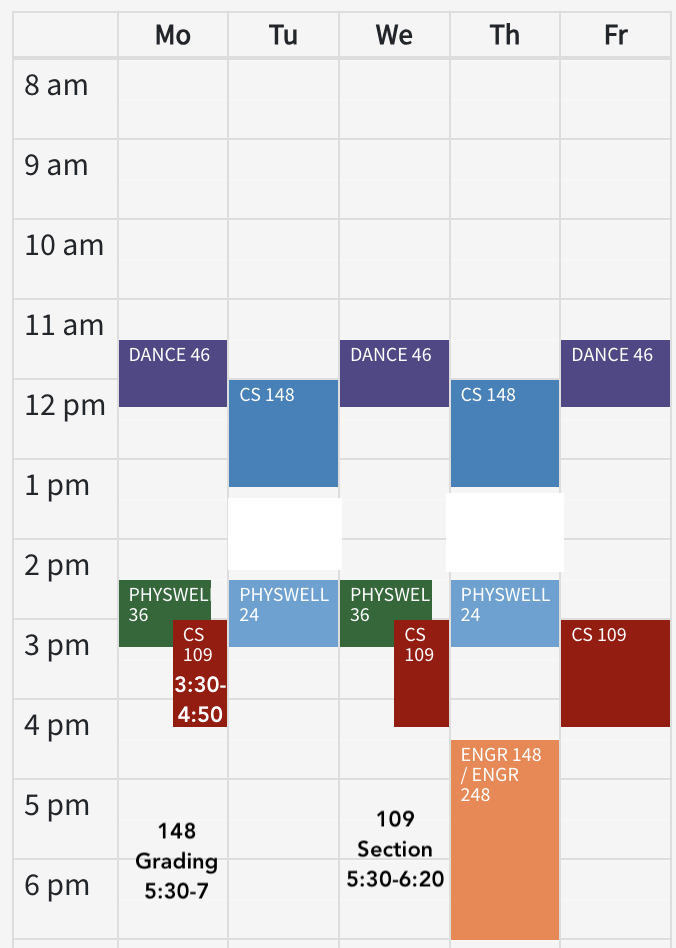 Mo Tu We Th Fr
8 am
9 am
10 am
11 am
DANCE 46 DANCE 46 DANCE 46
12 pm
CS 148 CS 148
1 pm
2 pm
PHYSWELL
36
PHYSWELL
24
PHYSWELL
36
PHYSWELL
24
3 pm
CS
109
3:30-
4:50
CS
109
CS 109
4 pm
ENGR 148
/ ENGR
248
5 pm
148
Grading
5:30-7
109
Section
5:30-6:20
6 pm